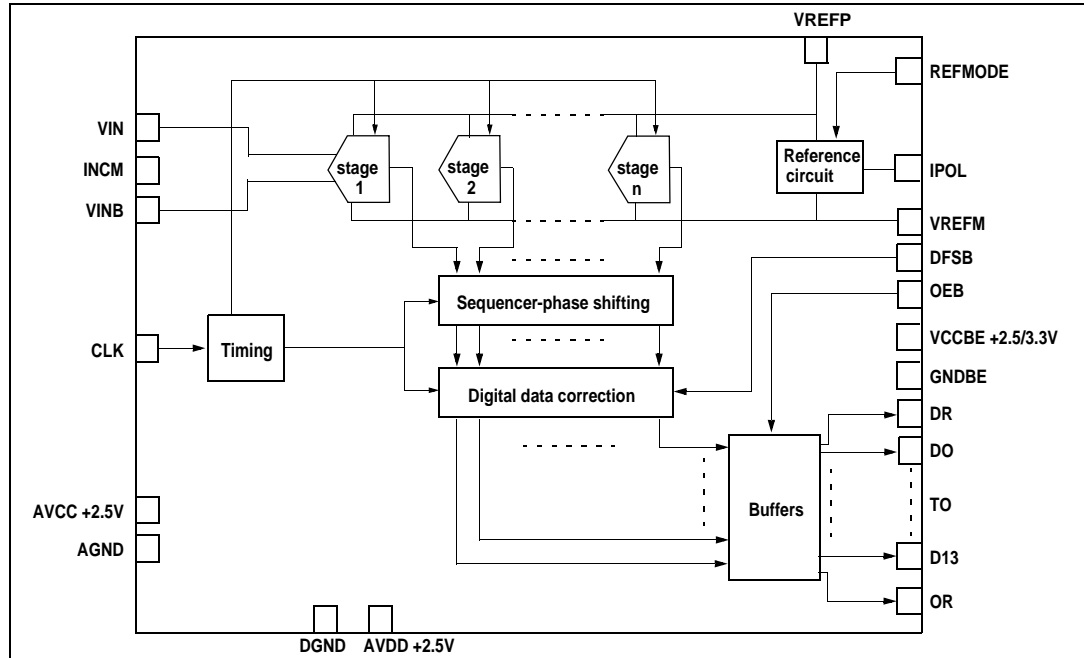 VREFP
REFMODE
VIN
INCM
VINB
stage
1
stage
2
stage
n
Reference
circuit
IPOL
VREFM
DFSB
OEB
Sequencer-phase shifting
VCCBE +2.5/3.3V
CLK
Timing
GNDBE
Digital data correction
DR
DO
Buffers
TO
AVCC +2.5V
AGND
D13
OR
DGND
AVDD +2.5V